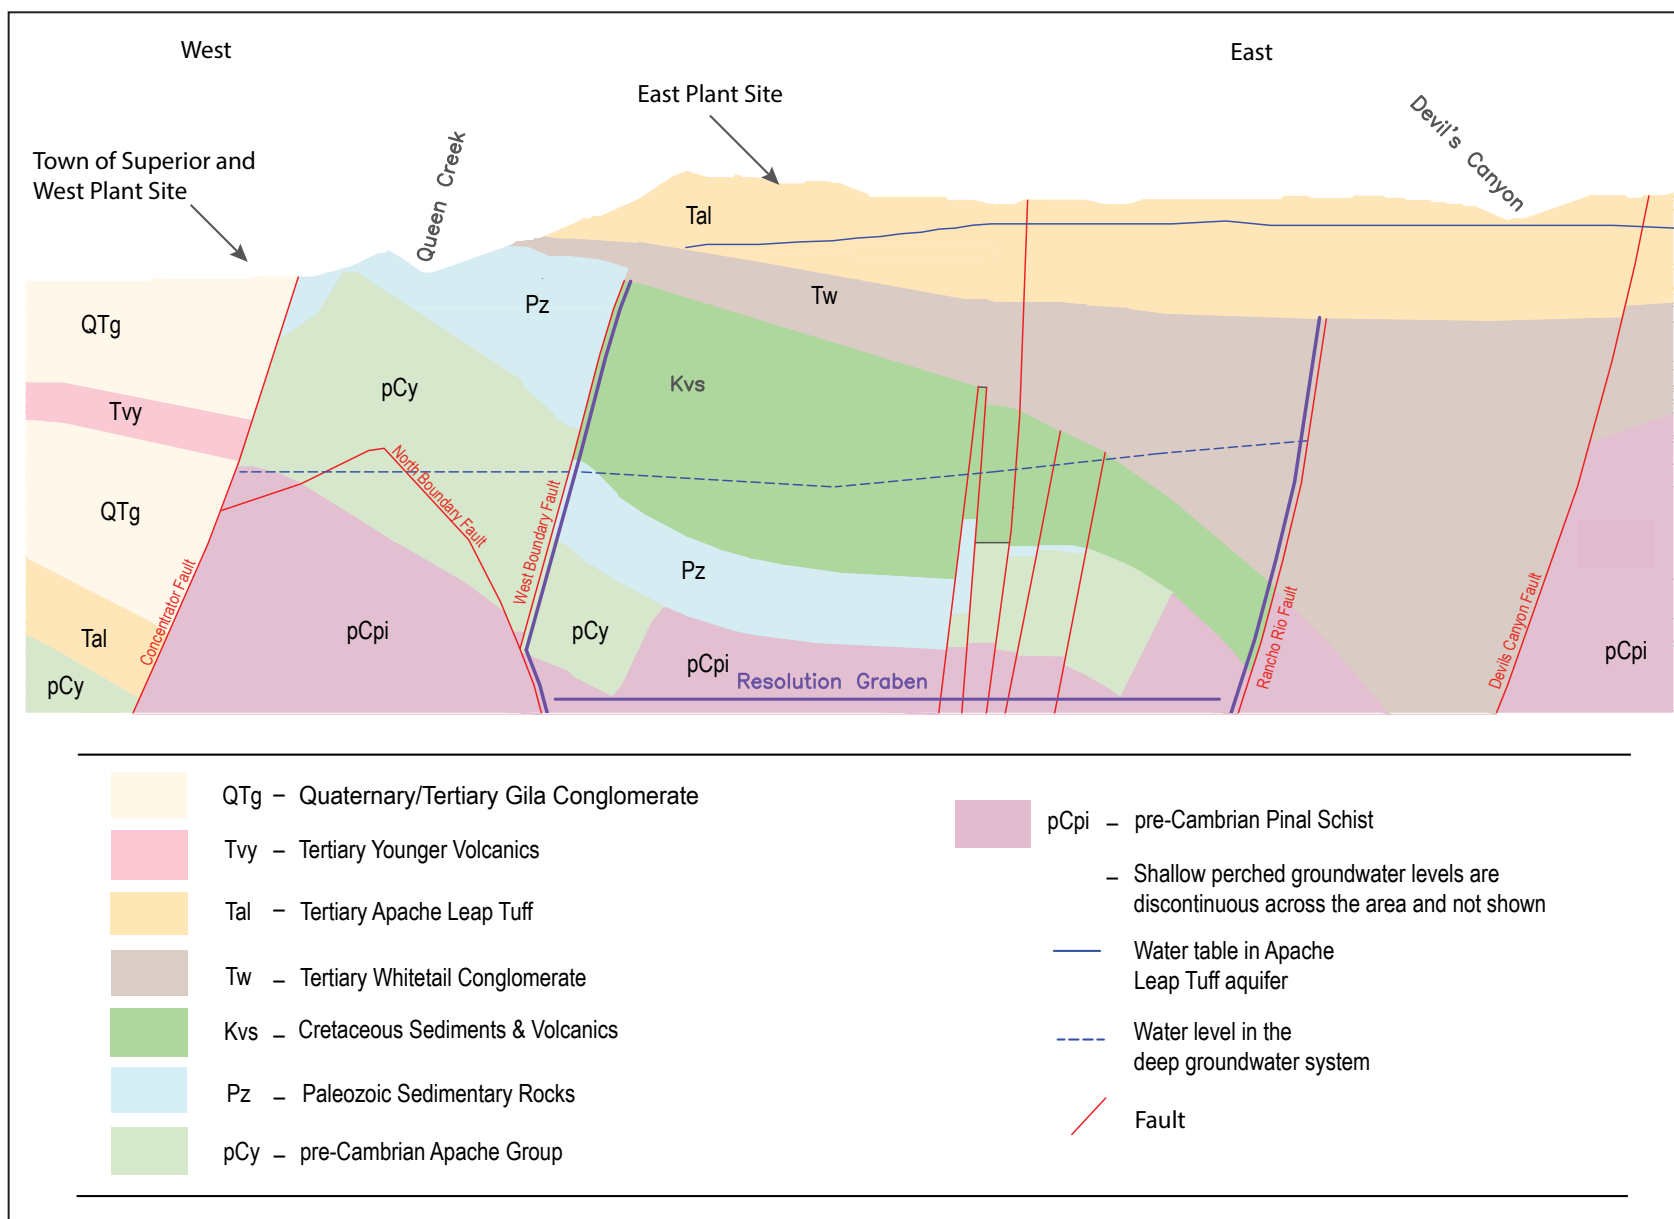 West
East
East Plant Site
Devil's Canyon
Queen Creek
Town of Superior and
West Plant Site
Tal
QTg
Pz
Tw
pCy
Kvs
Tvy
North Boundary Fault
QTg
West Boundary Fault
Pz
Concentrator Fault
Tal
pCpi
pCy
pCpi
Rancho Rio Fault
Devils Canyon Fault
pCpi
pCy
Resolution Graben
QTg – Quaternary/Tertiary Gila Conglomerate
Tvy – Tertiary Younger Volcanics
Tal – Tertiary Apache Leap Tuff
Tw – Tertiary Whitetail Conglomerate
Kvs – Cretaceous Sediments & Volcanics
Pz – Paleozoic Sedimentary Rocks
pCy – pre-Cambrian Apache Group
pCpi – pre-Cambrian Pinal Schist
– Shallow perched groundwater levels are
discontinuous across the area and not shown
Water table in Apache
Leap Tuff aquifer
Water level in the
deep groundwater system
Fault